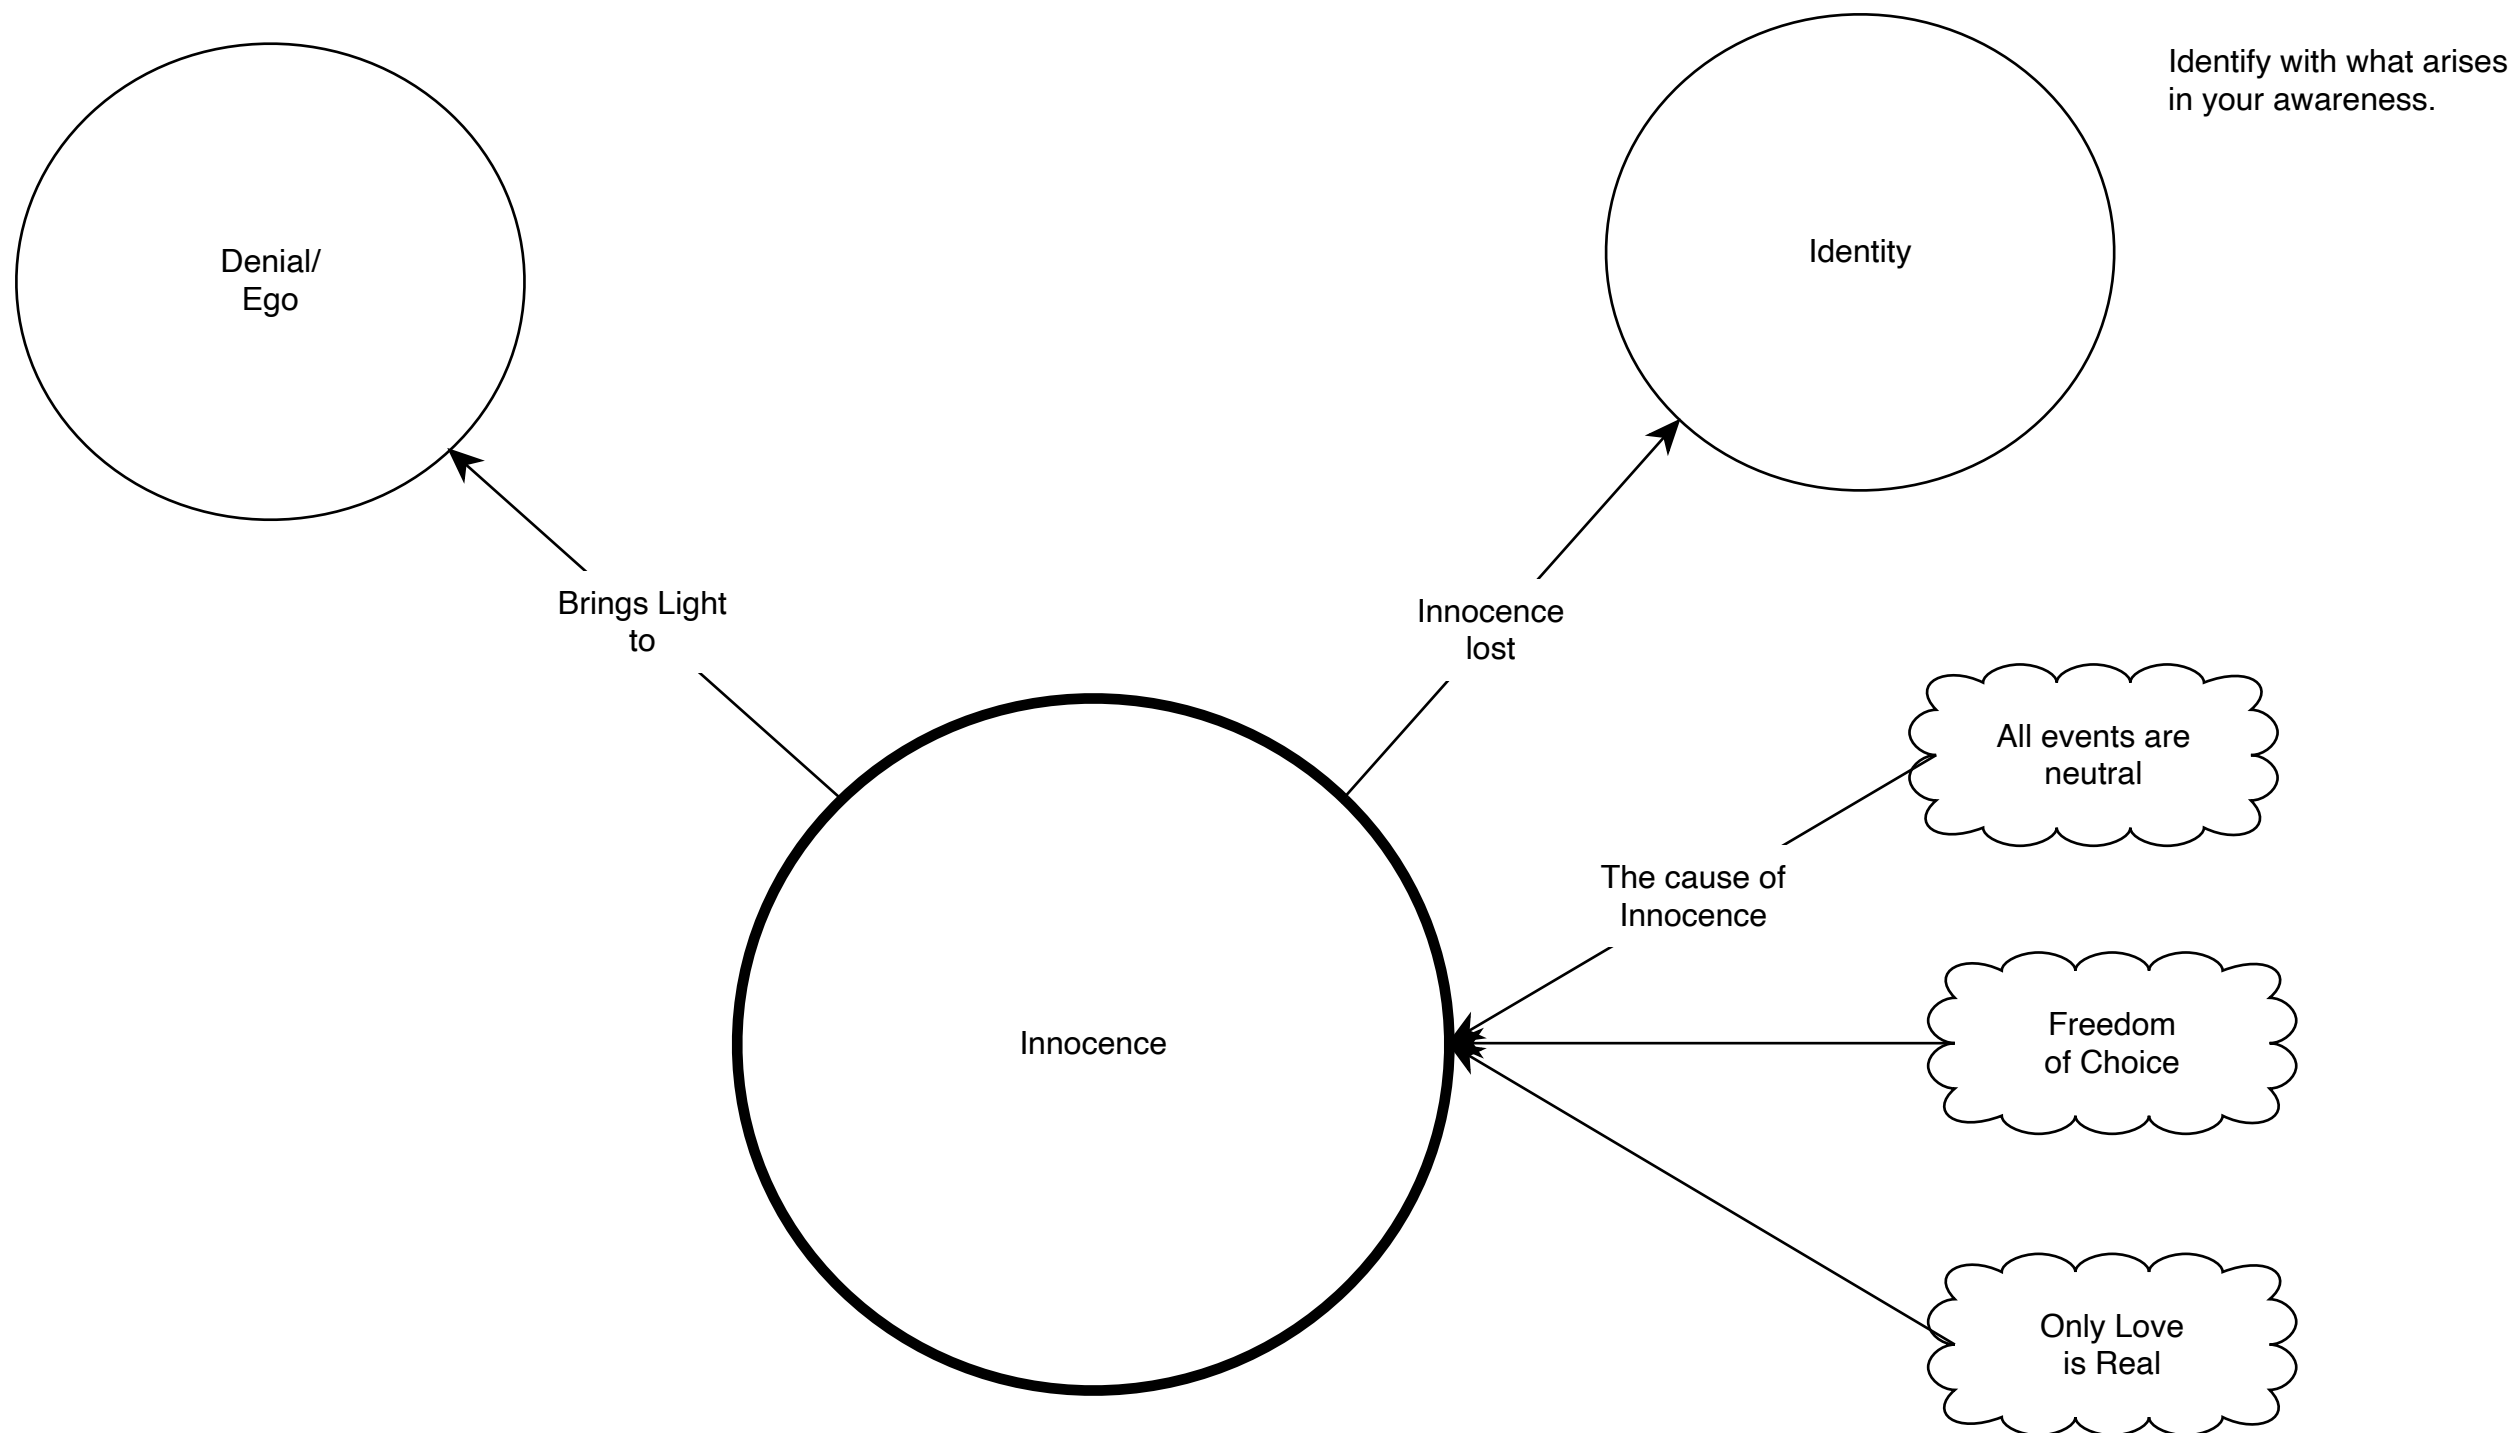 Identify with what arises
in your awareness.
Denial/
Ego
Identity
Brings Light
to
Innocence
lost
All events are
neutral
The cause of
Innocence
Freedom
of Choice
Innocence
Only Love
is Real